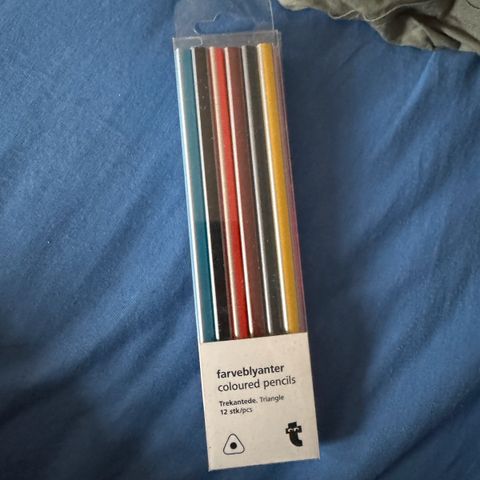 farveblyanter
coloured pencils
Trekantede. Triangle
12 stk/pcs